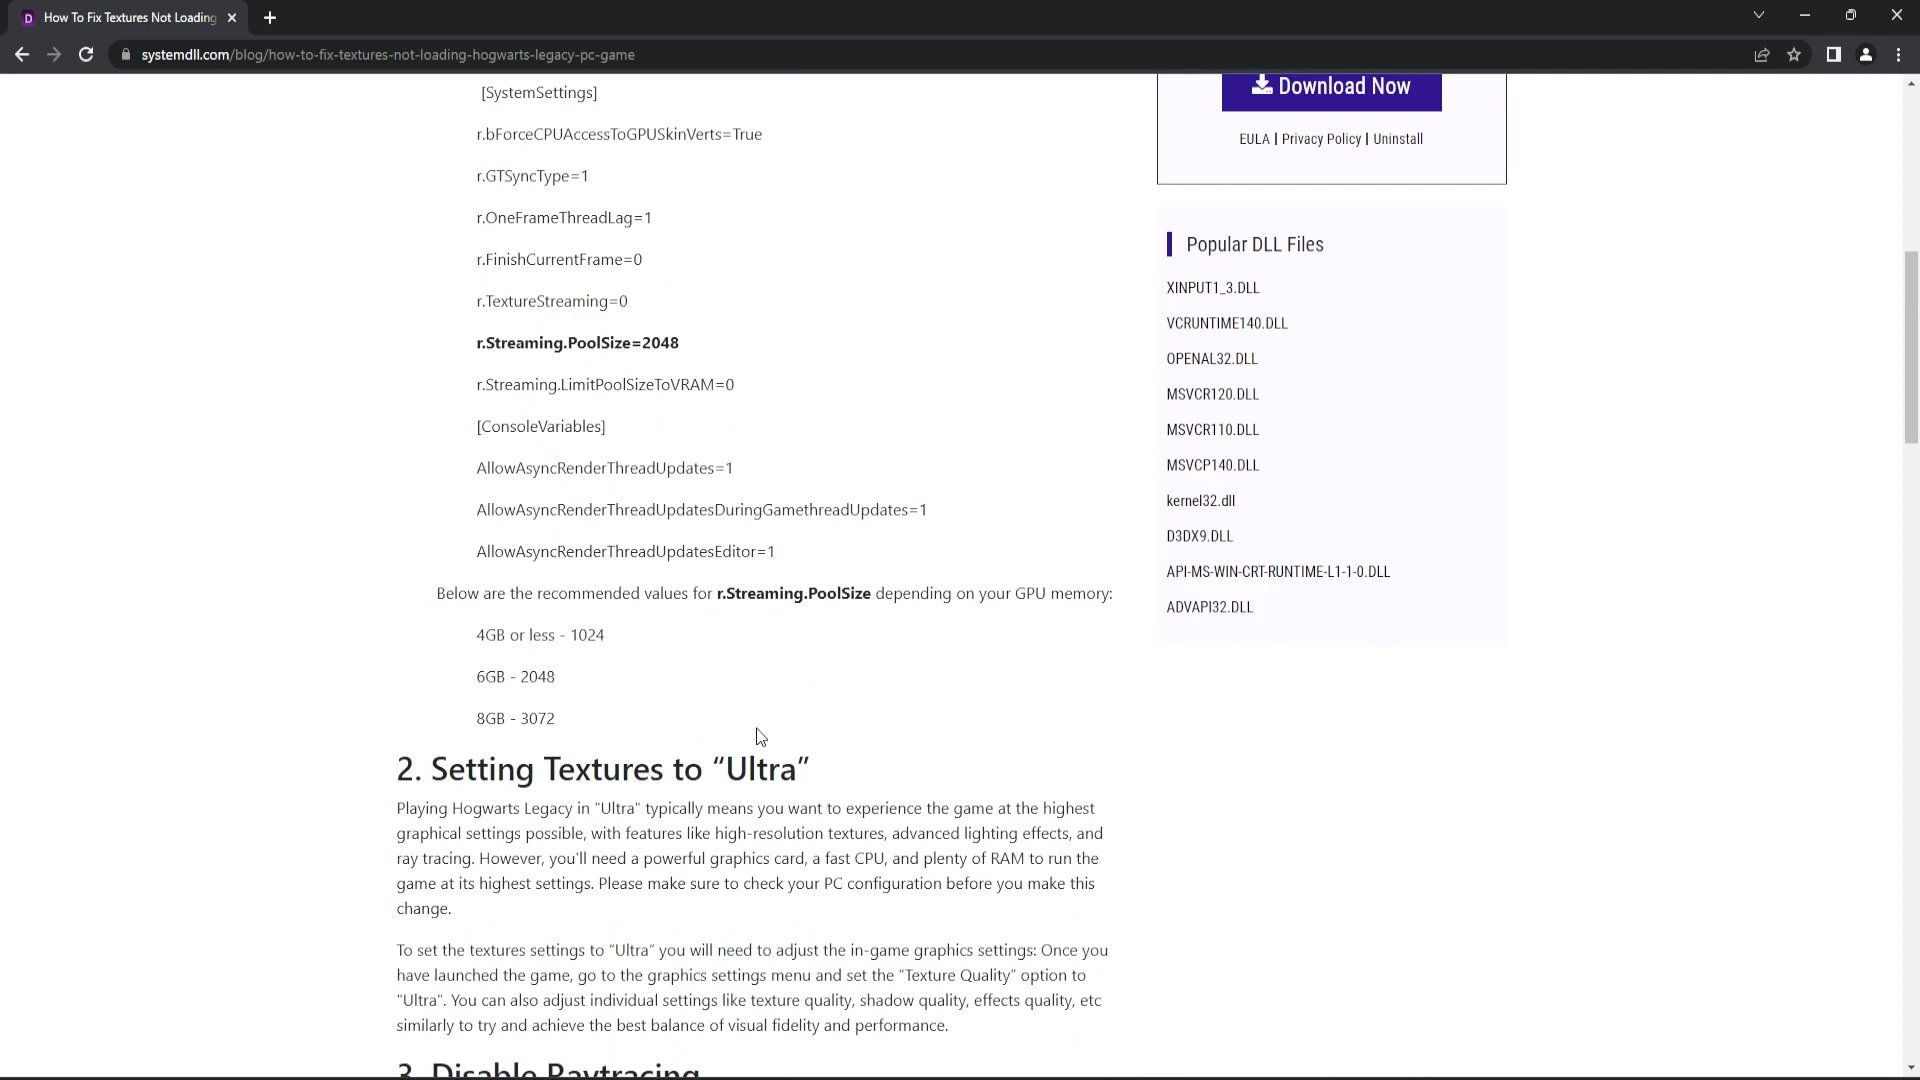 How To Fix Textures Not Loading
systemdll.com/blog/how-to-fix-textures-not-loading-hogwarts-legacy-pc-game
[SystemSettings]
r.bForceCPUAccessToGPUSkinVerts=True
r.GTSyncType=1
r.OneFrameThreadLag=1
r.FinishCurrentFrame=0
r.TextureStreaming=0
r.Streaming.PoolSize=2048
r.Streaming.LimitPoolSizeToVRAM=0
[ConsoleVariables]
AllowAsyncRenderThreadUpdates=1
AllowAsyncRenderThreadUpdatesDuringGamethreadUpdates=1
AllowAsyncRenderThreadUpdatesEditor=1
Below are the recommended values for r.Streaming.PoolSize depending on your GPU memory:
4GB or less - 1024
6GB - 2048
8GB - 3072
2. Setting Textures to “Ultra”
Playing Hogwarts Legacy in "Ultra" typically means you want to experience the game at the highest
graphical settings possible, with features like high-resolution textures, advanced lighting effects, and
ray tracing. However, you'll need a powerful graphics card, a fast CPU, and plenty of RAM to run the
game at its highest settings. Please make sure to check your PC configuration before you make this
change.
To set the textures settings to “Ultra” you will need to adjust the in-game graphics settings: Once you
have launched the game, go to the graphics settings menu and set the “Texture Quality” option to
"Ultra". You can also adjust individual settings like texture quality, shadow quality, effects quality, etc
similarly to try and achieve the best balance of visual fidelity and performance.
3. Disable Raytracing
Download Now
EULA | Privacy Policy | Uninstall
Popular DLL Files
XINPUT1_3.DLL
VCRUNTIME140.DLL
OPENAL32.DLL
MSVCR120.DLL
MSVCR110.DLL
MSVCP140.DLL
kernel32.dll
D3DX9.DLL
API-MS-WIN-CRT-RUNTIME-L1-1-0.DLL
ADVAPI32.DLL